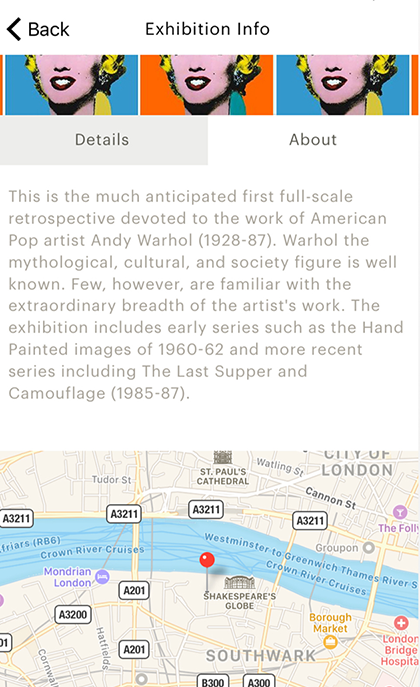 Back
Exhibition Info
Details
About
This is the much anticipated first full-scale
retrospective devoted to the work of American
Pop artist Andy Warhol (1928-87). Warhol the
mythological, cultural, and society figure is well
known. Few, however, are familiar with the
extraordinary breadth of the artist's work. The
exhibition includes early series such as the Hand
Painted images of 1960-62 and more recent
series including The Last Supper and
Camouflage (1985-87).
CITY OF
LONDON
ST. PAUL'S
CATHEDRAL
Watling St
Tudor St
Cannon St
A3211
A3211
A3211
A3211
The Folly
friars (RB6)
Crown River Cruises
Westminster to Greenwich Thames River S
Crown River Cruises
Groupon
Mondrian
London
A201
SHAKESPEARE'S
GLOBE
A3200
Borough
Market
London
Bridge
Hospita
01
Cornwa
Hatfields
A201
SOUTHWARK
B300
A300